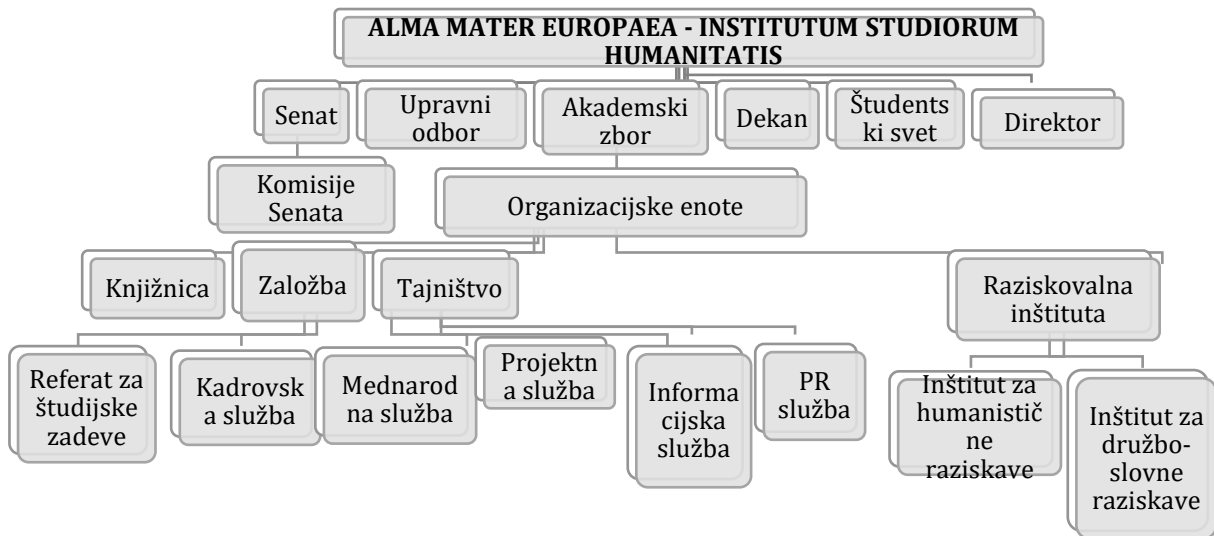 ALMA MATER EUROPAEA - INSTITUTUM STUDIORUM
HUMANITATIS
Senat
Upravni
odbor
Akademski
zbor
Dekan
Študents
ki svet
Direktor
Komisije
Senata
Organizacijske enote
Knjižnica
Založba
Tajništvo
Raziskovalna
inštituta
Referat za
študijske
zadeve
Kadrovsk
a služba
Mednarod
na služba
Projektn
a služba
Informa
cijska
služba
PR
služba
Inštitut za
humanistič
ne
raziskave
Inštitut za
družbo-
slovne
raziskave